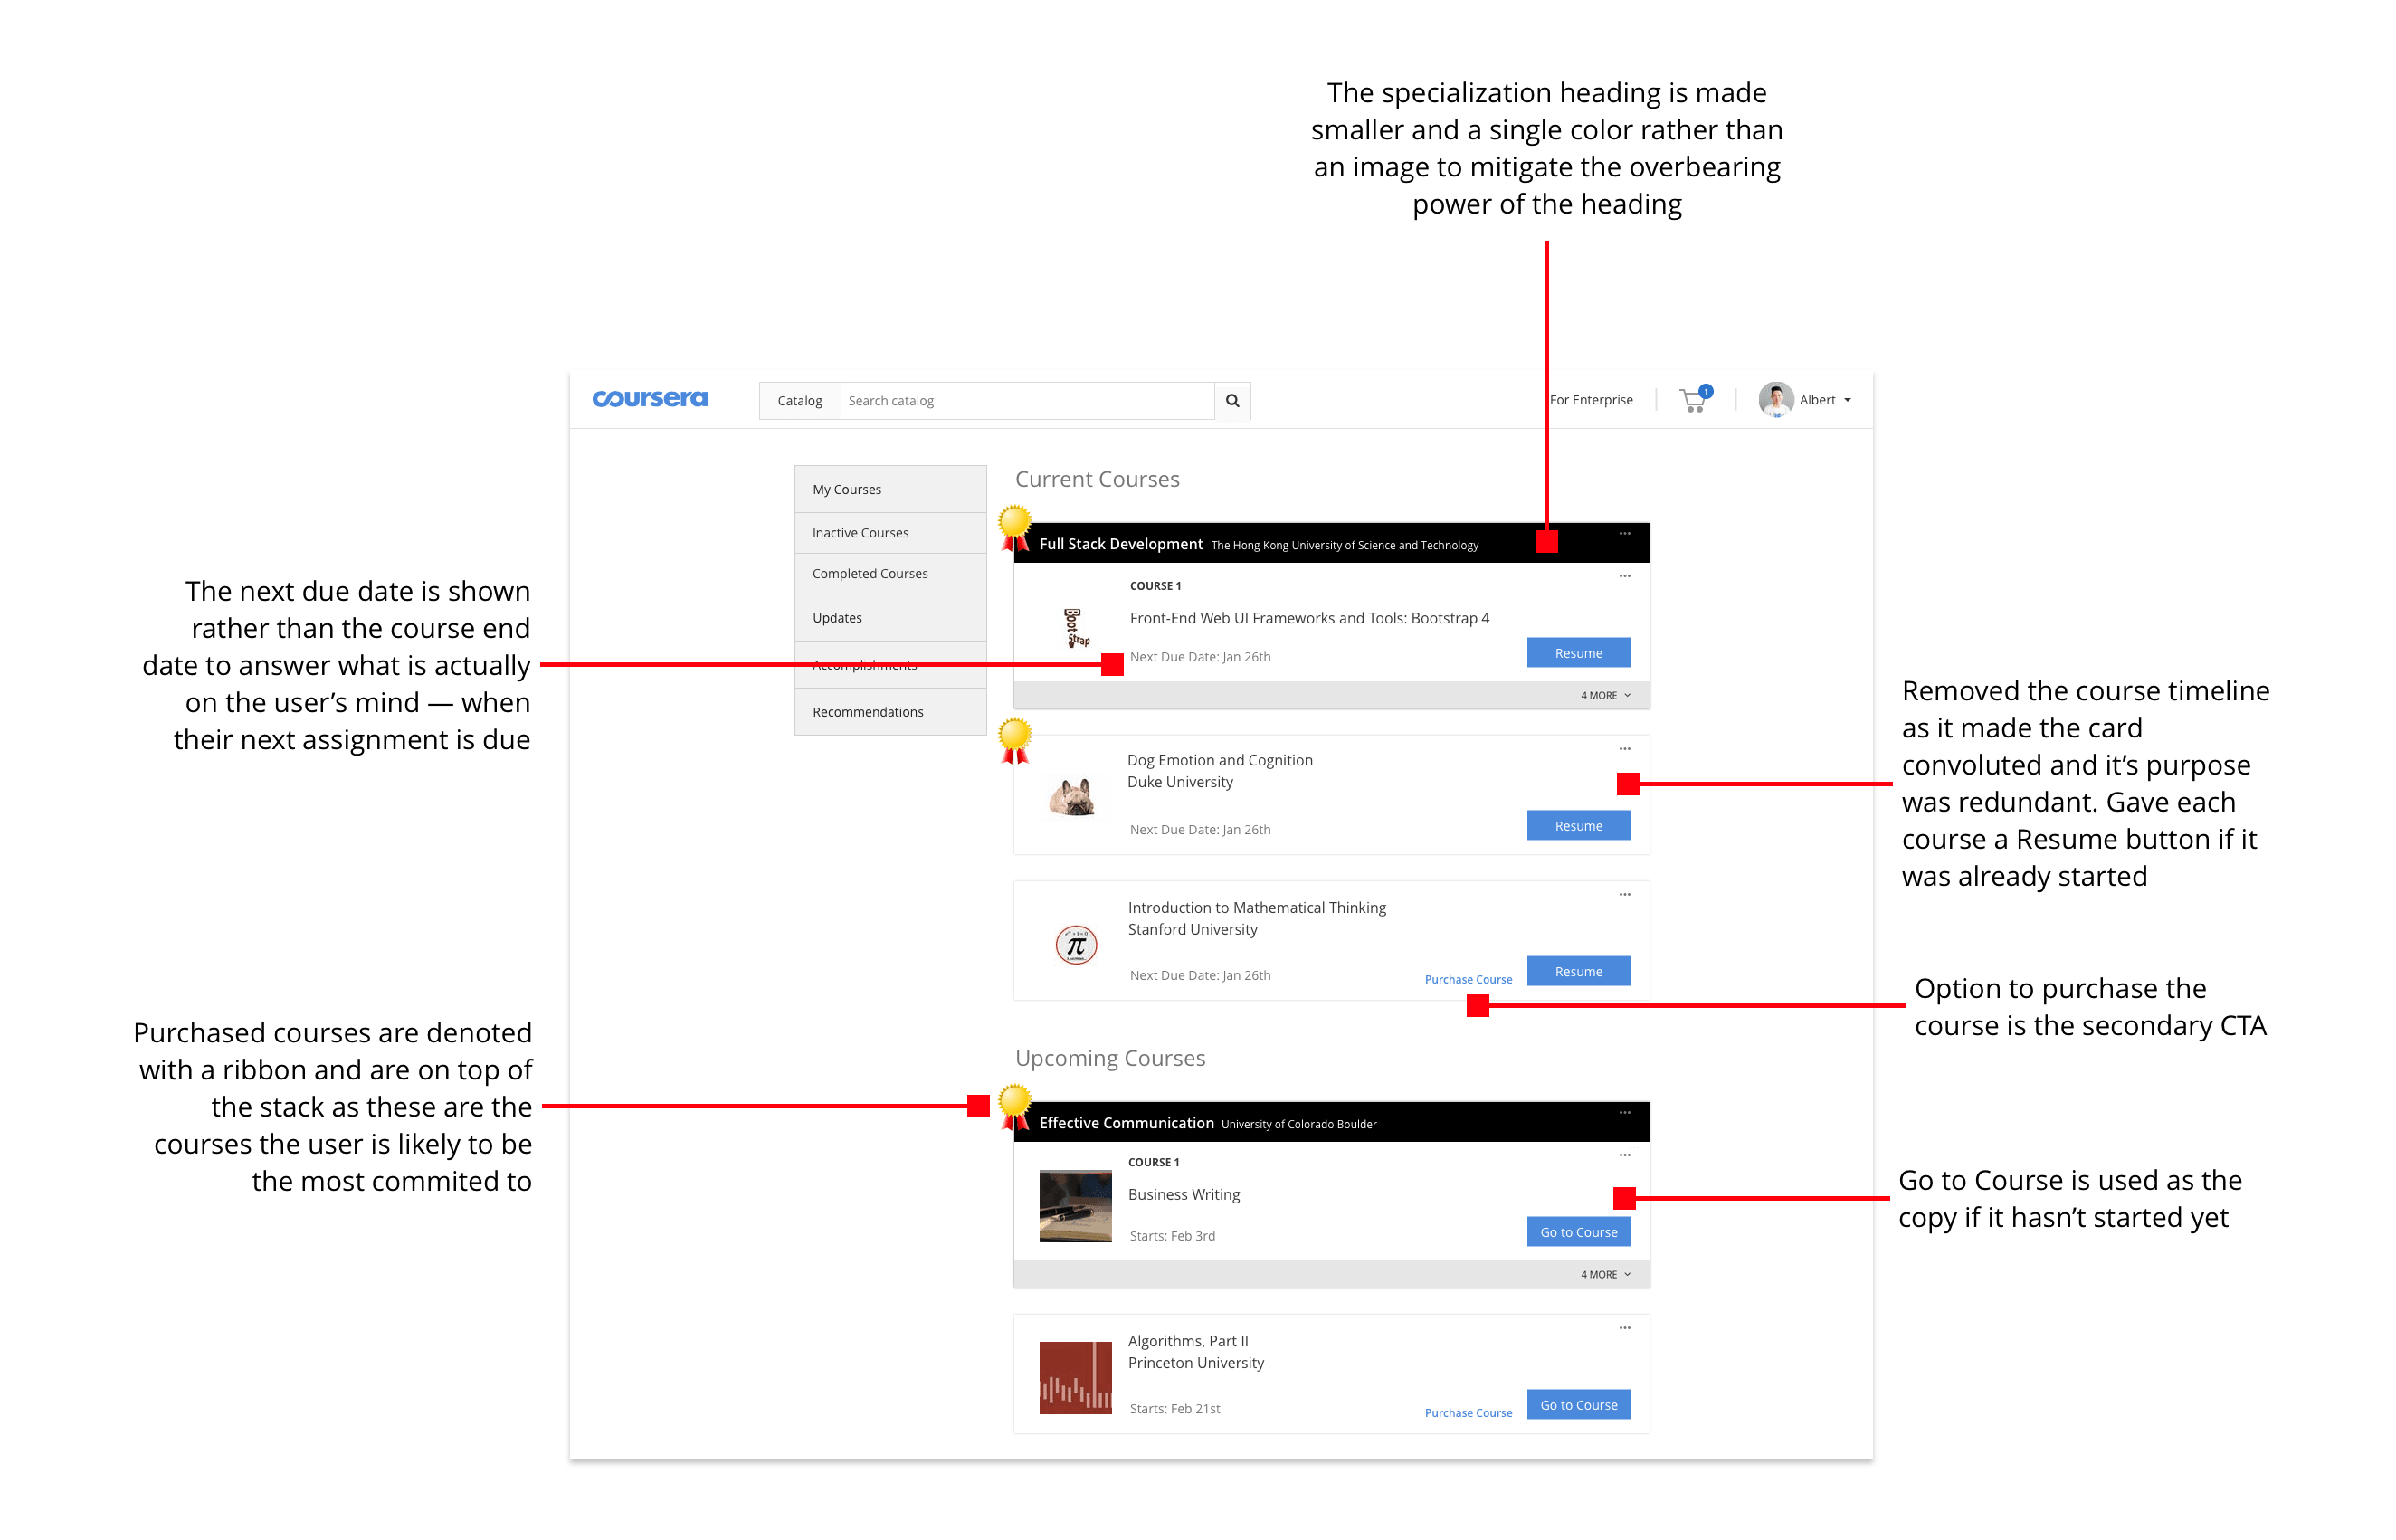 The specialization heading is made
smaller and a single color rather than
an image to mitigate the overbearing
power of the heading
coursera
Catalog
Search catalog
For Enterprise
1
Albert
My Courses
Inactive Courses
Completed Courses
Updates
Accomplishments
Recommendations
Current Courses
Full Stack Development The Hong Kong University of Science and Technology
COURSE 1
Boot
Strap
Front-End Web UI Frameworks and Tools: Bootstrap 4
Next Due Date: Jan 26th
Resume
4 MORE
The next due date is shown
rather than the course end
date to answer what is actually
on the user’s mind — when
their next assignment is due
Dog Emotion and Cognition
Duke University
Next Due Date: Jan 26th
Resume
Removed the course timeline
as it made the card
convoluted and it’s purpose
was redundant. Gave each
course a Resume button if it
was already started
π
Introduction to Mathematical Thinking
Stanford University
Next Due Date: Jan 26th
Purchase Course
Resume
Option to purchase the
course is the secondary CTA
Upcoming Courses
Purchased courses are denoted
with a ribbon and are on top of
the stack as these are the
courses the user is likely to be
the most commited to
Effective Communication University of Colorado Boulder
COURSE 1
Business Writing
Starts: Feb 3rd
Go to Course
4 MORE
Go to Course is used as the
copy if it hasn’t started yet
Algorithms, Part II
Princeton University
Starts: Feb 21st
Purchase Course
Go to Course